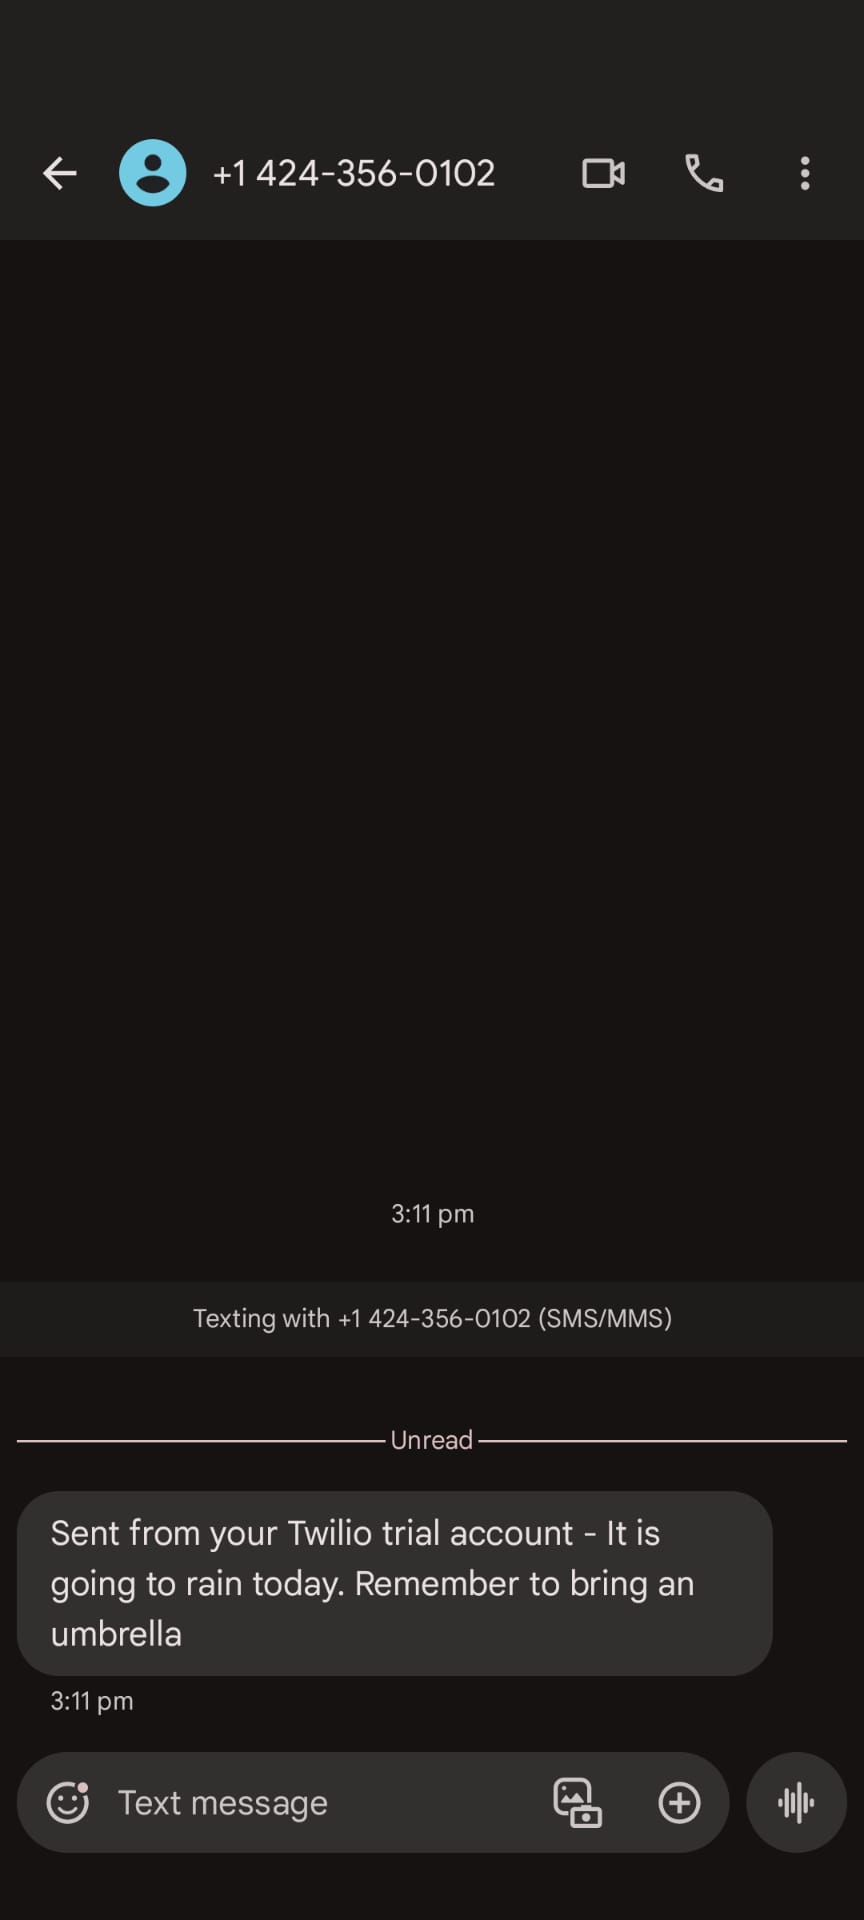 +1 424-356-0102
3:11 pm
Texting with +1 424-356-0102 (SMS/MMS)
Unread
Sent from your Twilio trial account - It is
going to rain today. Remember to bring an
umbrella
3:11 pm
Text message